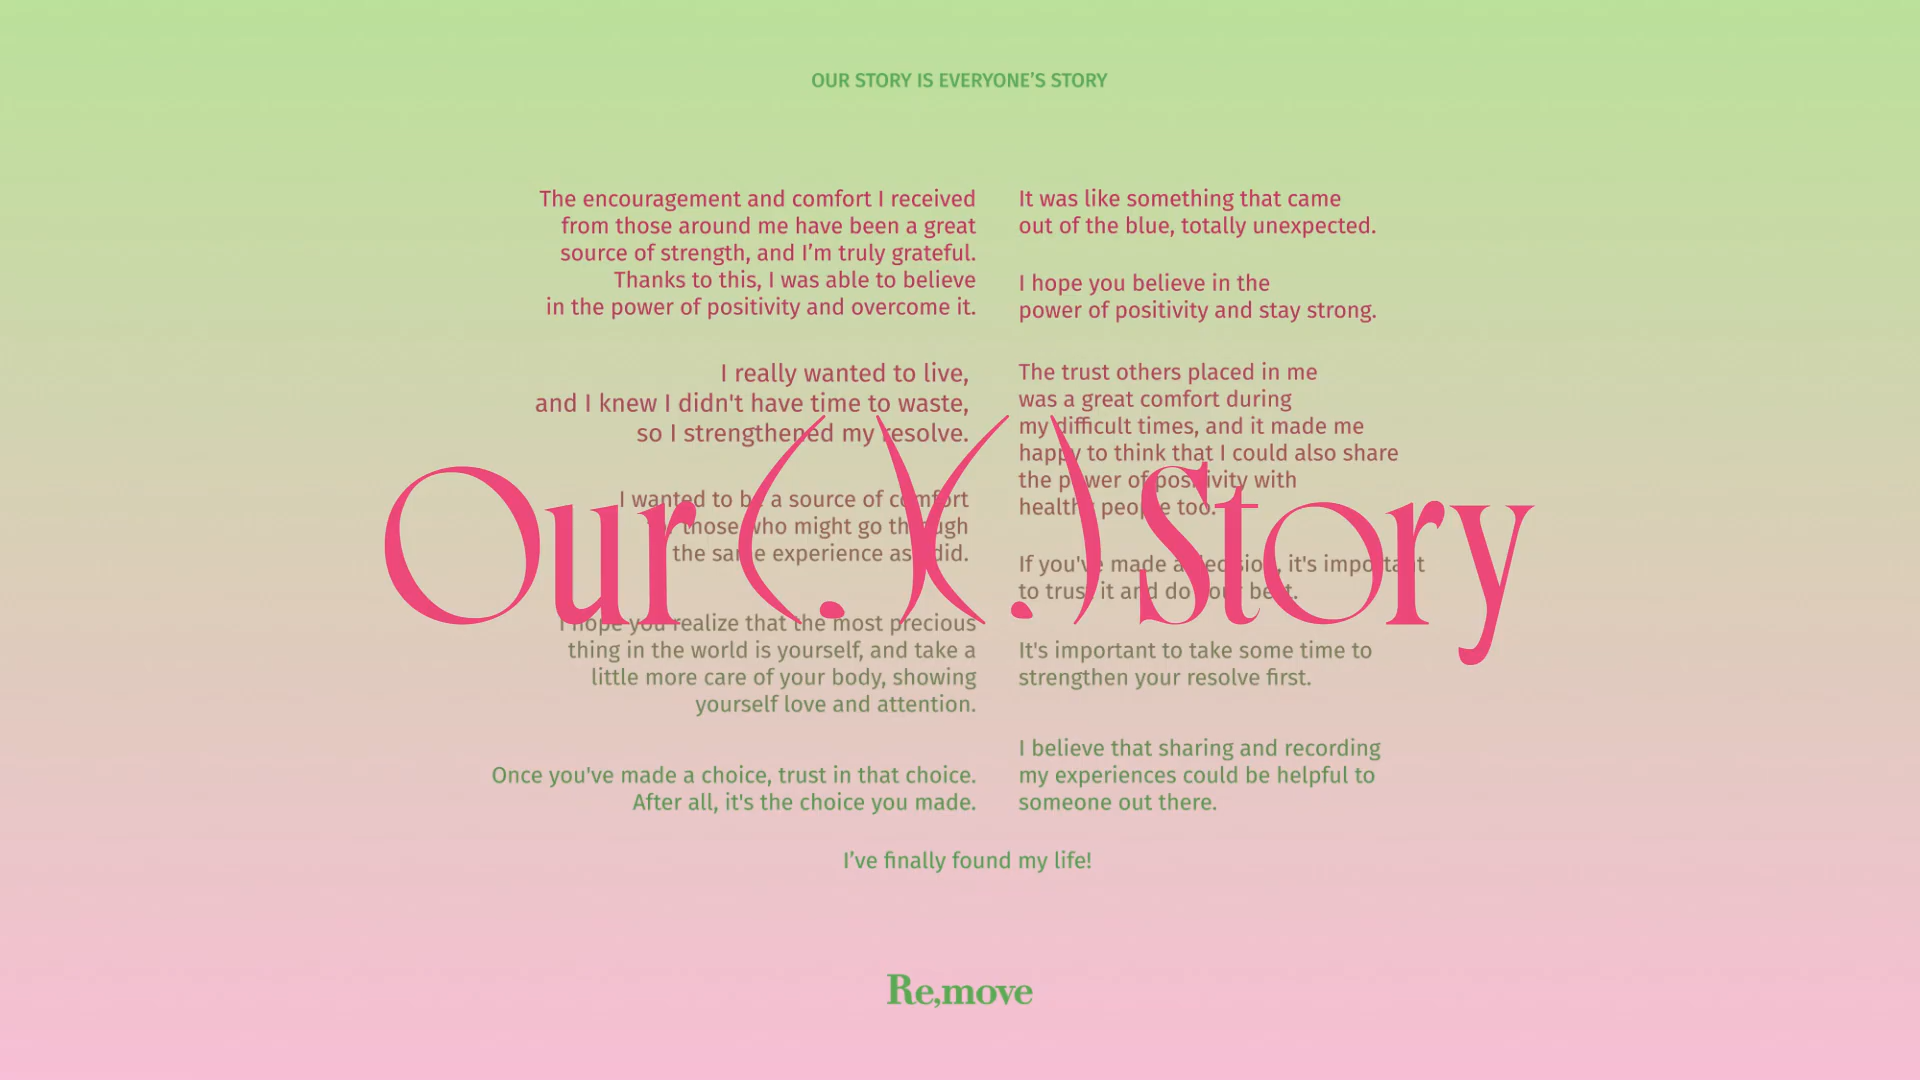 OUR STORY IS EVERYONE’S STORY
The encouragement and comfort I received
from those around me have been a great
source of strength, and I’m truly grateful.
Thanks to this, I was able to believe
in the power of positivity and overcome it.
I really wanted to live,
and I knew I didn't have time to waste,
so I strengthened my resolve.
I wanted to be a source of comfort
for those who might go through
the same experience as I did.
I hope you realize that the most precious
thing in the world is yourself, and take a
little more care of your body, showing
yourself love and attention.
Once you've made a choice, trust in that choice.
After all, it's the choice you made.
It was like something that came
out of the blue, totally unexpected.
I hope you believe in the
power of positivity and stay strong.
The trust others placed in me
was a great comfort during
my difficult times, and it made me
happy to think that I could also share
the power of positivity with
healthy people too.
If you've made a decision, it's important
to trust it and do your best.
It's important to take some time to
strengthen your resolve first.
I believe that sharing and recording
my experiences could be helpful to
someone out there.
Our (.)(.) Story
I’ve finally found my life!
Re,move